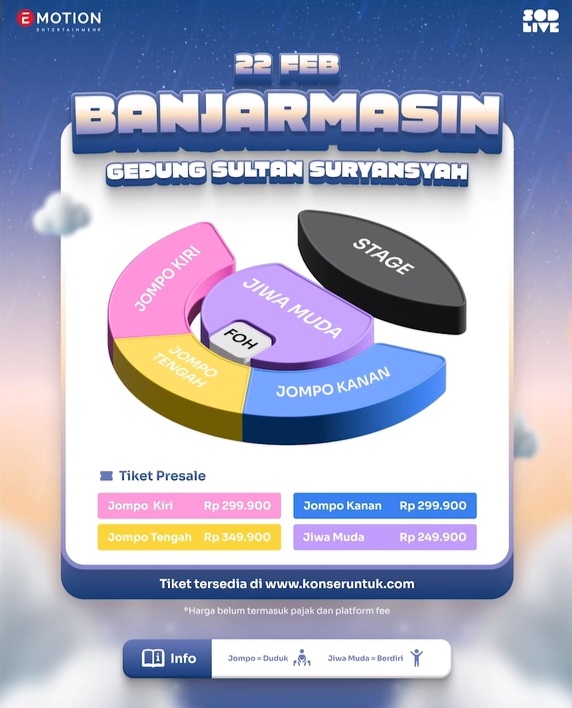 EMOTION
ENTERTAINMENT
SOD
LIVE
22 FEB
BANJARMASIN
GEDUNG SULTAN SURYANSYAH
STAGE
JOMPO KIRI
JIWA MUDA
FOH
JOMPO
TENGAH
JOMPO KANAN
Tiket Presale
Jompo Kiri Rp 299.900
Jompo Kanan Rp 299.900
Jompo Tengah Rp 349.900
Jiwa Muda Rp 249.900
Tiket tersedia di www.konseruntuk.com
*Harga belum termasuk pajak dan platform fee
Info
Jompo = Duduk
Jiwa Muda = Berdiri